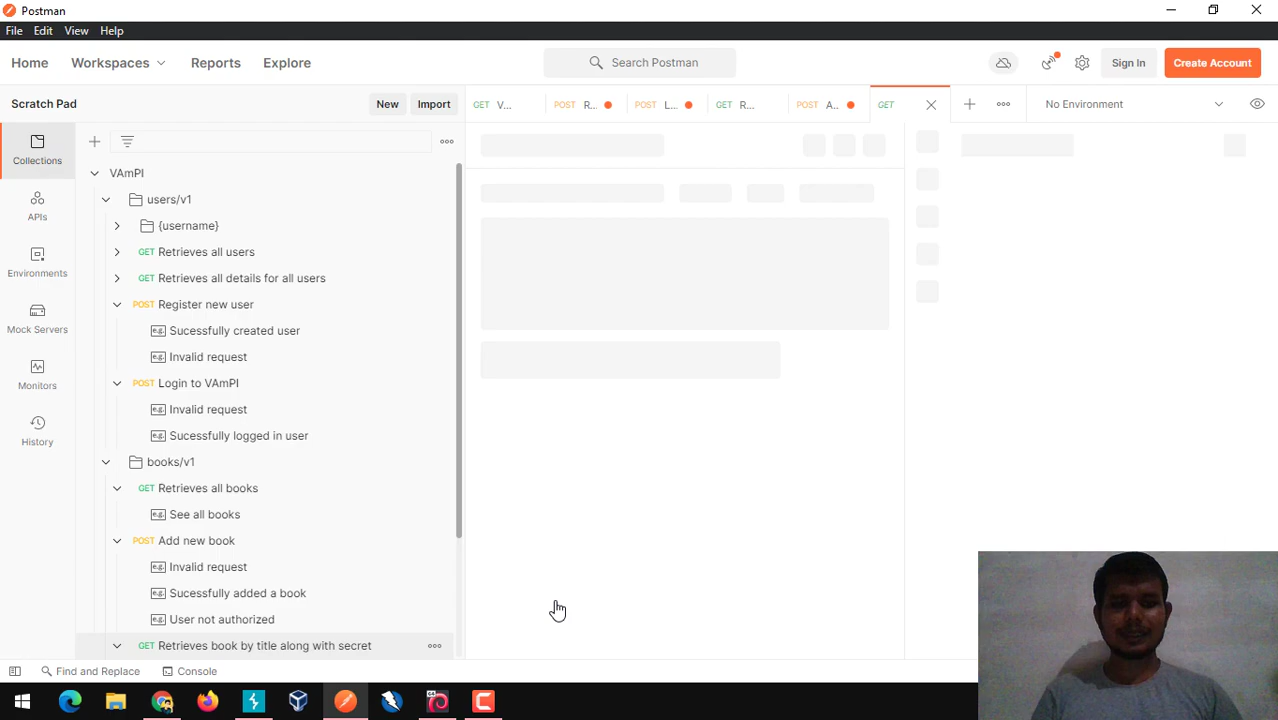 Postman
File Edit View Help
Home Workspaces Reports Explore Search Postman Sign In Create Account
Scratch Pad New Import GET V... POST R... POST L... GET R... POST A.. GET No Environment
Collections
APIs
Environments
Mock Servers
Monitors
History
VAmPI
users/v1
{username}
GET Retrieves all users
GET Retrieves all details for all users
POST Register new user
e.g. Sucessfully created user
e.g. Invalid request
POST Login to VAmPI
e.g. Invalid request
e.g. Sucessfully logged in user
books/v1
GET Retrieves all books
e.g. See all books
POST Add new book
e.g. Invalid request
e.g. Sucessfully added a book
e.g. User not authorized
GET Retrieves book by title along with secret
Find and Replace Console